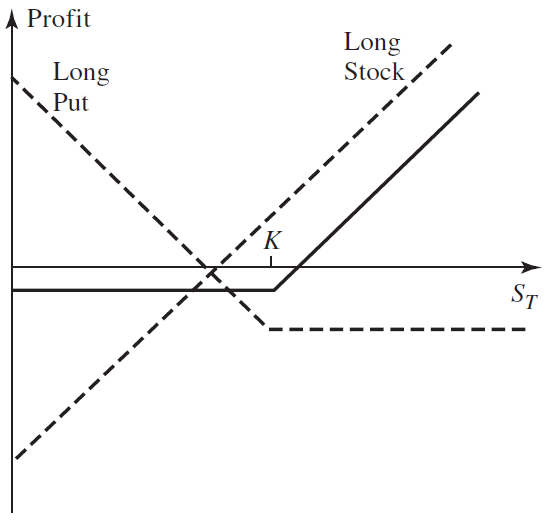 Profit
Long
Stock
Long
Put
K
S_T